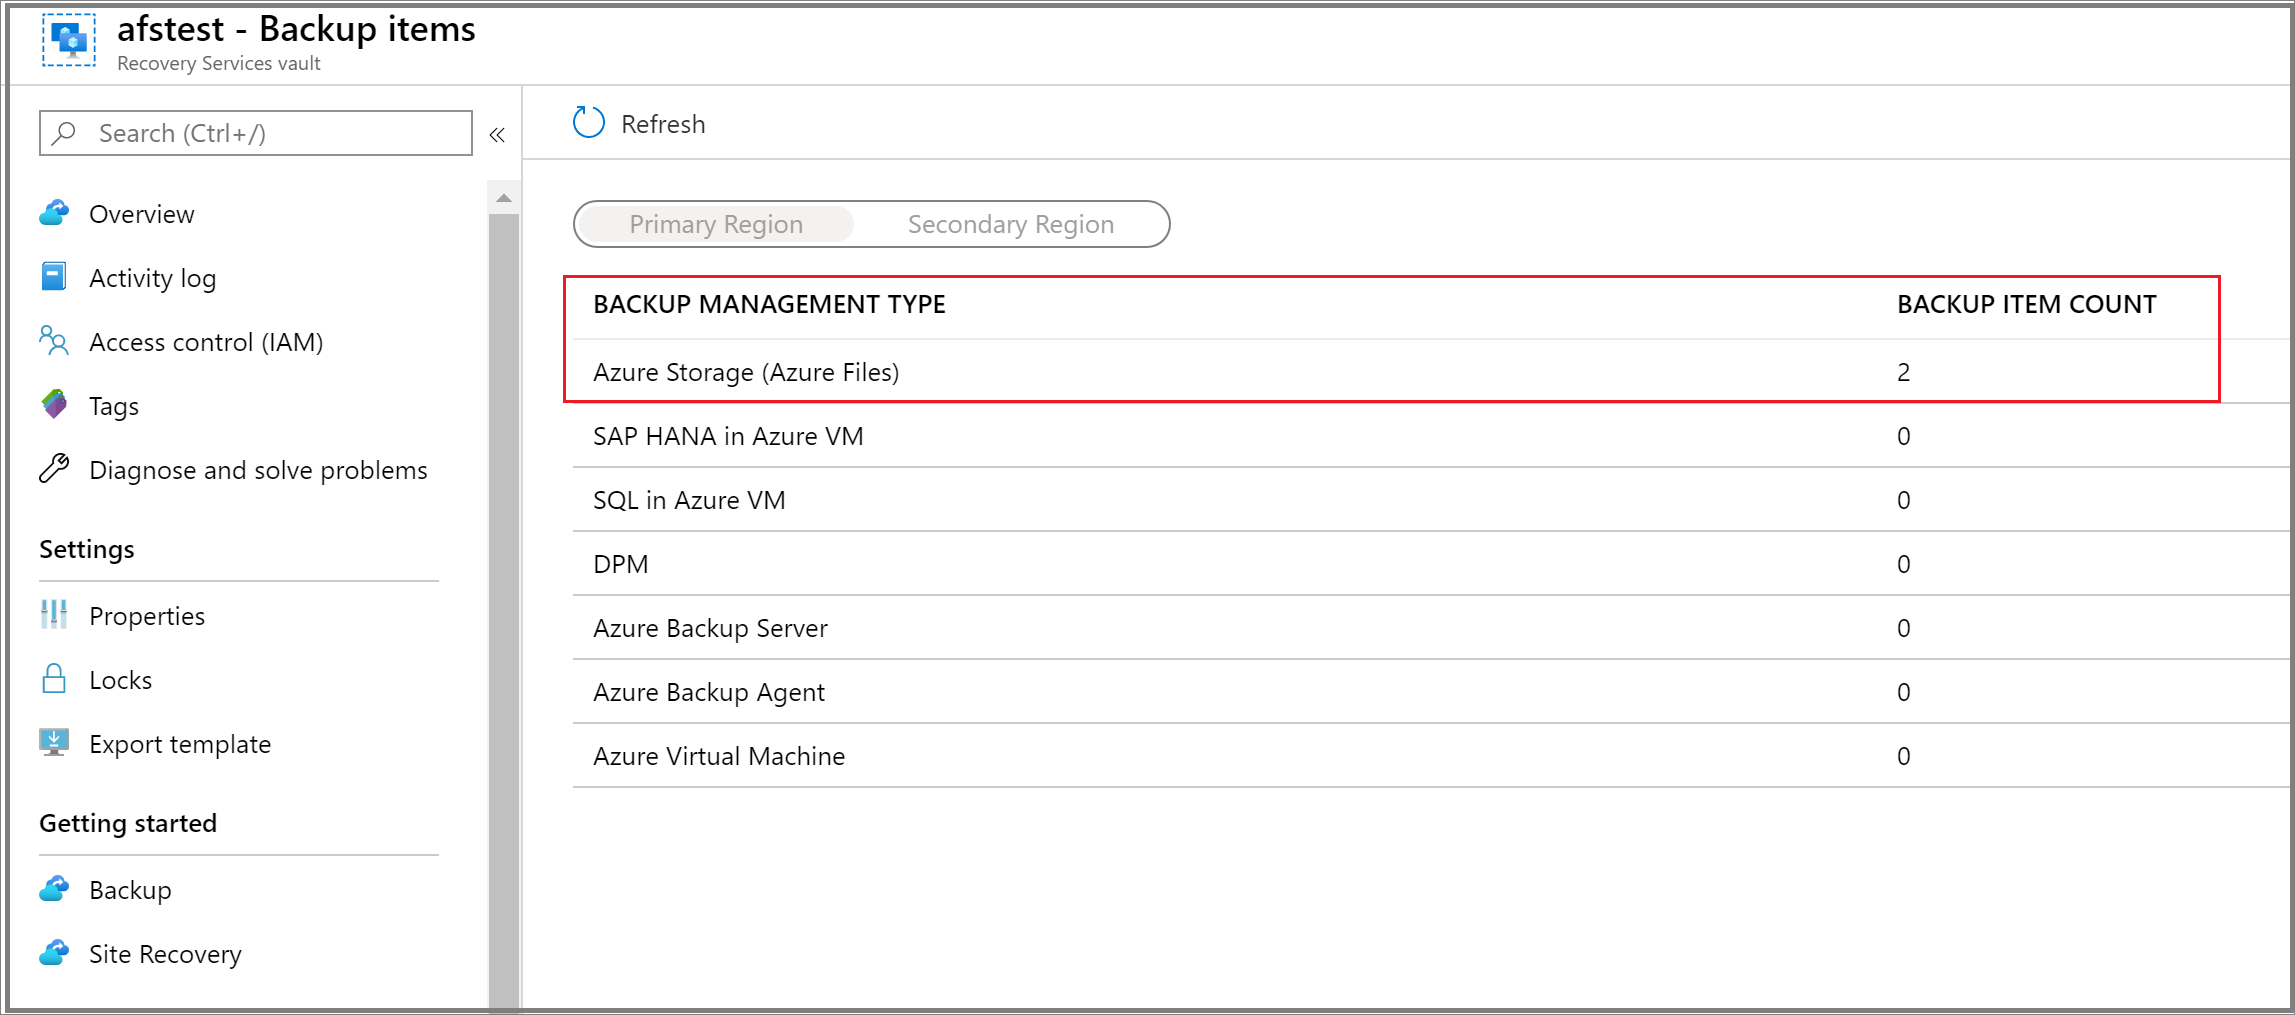 afstest - Backup items
Recovery Services vault
Search (Ctrl+/)
«
Overview
Activity log
Access control (IAM)
Tags
Diagnose and solve problems
Settings
Properties
Locks
Export template
Getting started
Backup
Site Recovery
Refresh
Primary Region Secondary Region
BACKUP MANAGEMENT TYPE BACKUP ITEM COUNT
Azure Storage (Azure Files) 2
SAP HANA in Azure VM 0
SQL in Azure VM 0
DPM 0
Azure Backup Server 0
Azure Backup Agent 0
Azure Virtual Machine 0